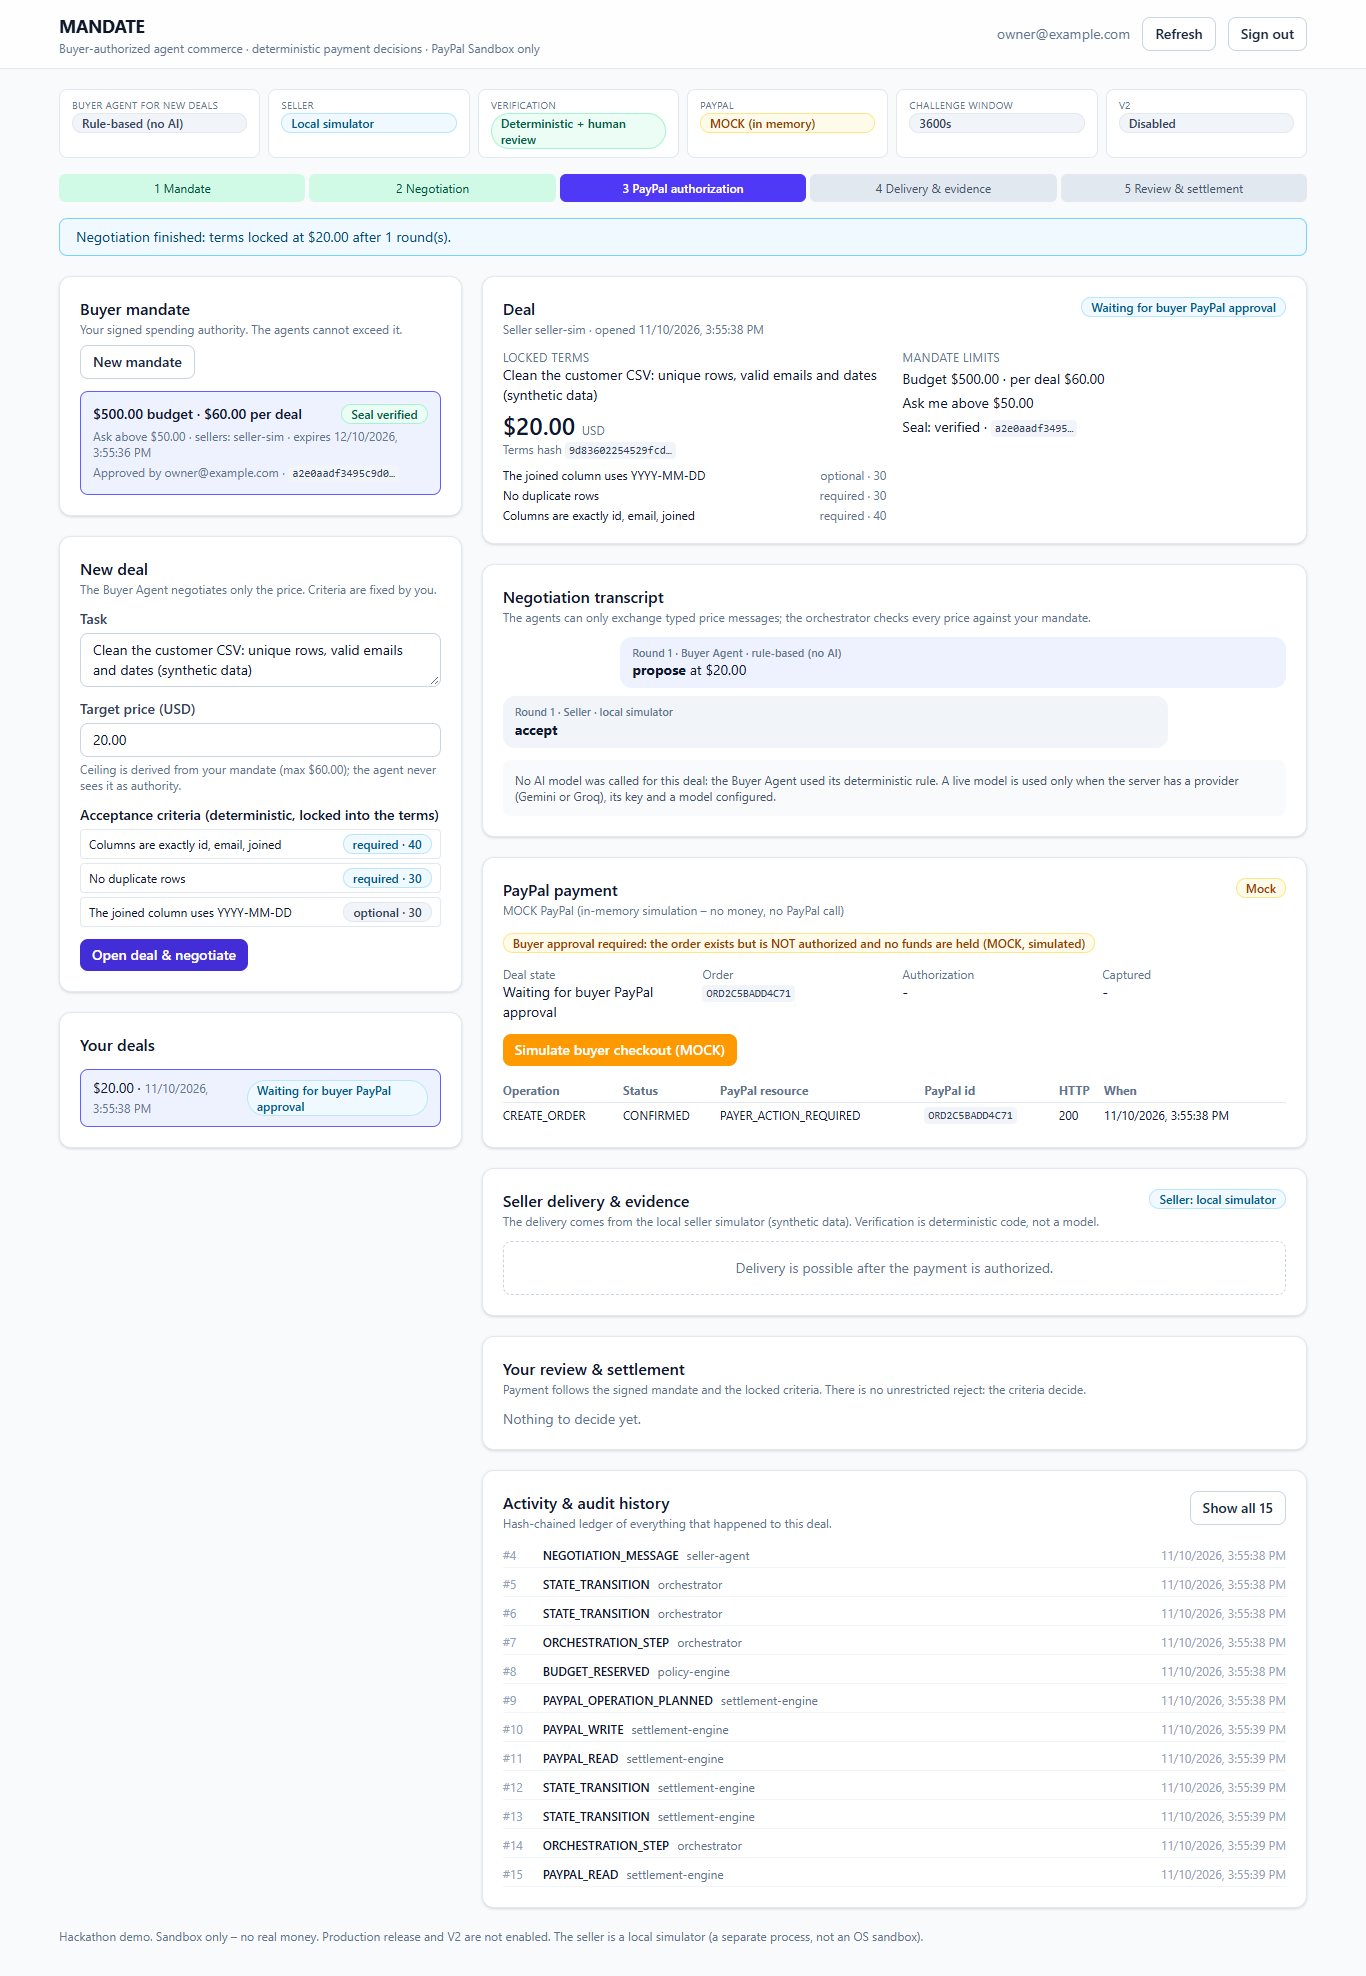 MANDATE
Buyer-authorized agent commerce · deterministic payment decisions · PayPal Sandbox only
owner@example.com
Refresh
Sign out
BUYER AGENT FOR NEW DEALS
Rule-based (no AI)
SELLER
Local simulator
VERIFICATION
Deterministic + human
review
PAYPAL
MOCK (in memory)
CHALLENGE WINDOW
3600s
V2
Disabled
1 Mandate
2 Negotiation
3 PayPal authorization
4 Delivery & evidence
5 Review & settlement
Negotiation finished: terms locked at $20.00 after 1 round(s).
Buyer mandate
Your signed spending authority. The agents cannot exceed it.
New mandate
$500.00 budget · $60.00 per deal
Seal verified
Ask above $50.00 · sellers: seller-sim · expires 12/10/2026,
3:55:36 PM
Approved by owner@example.com · a2e0aadf3495c9d0…
New deal
The Buyer Agent negotiates only the price. Criteria are fixed by you.
Task
Clean the customer CSV: unique rows, valid emails
and dates (synthetic data)
Target price (USD)
20.00
Ceiling is derived from your mandate (max $60.00); the agent never
sees it as authority.
Acceptance criteria (deterministic, locked into the terms)
Columns are exactly id, email, joined
required · 40
No duplicate rows
required · 30
The joined column uses YYYY-MM-DD
optional · 30
Open deal & negotiate
Your deals
$20.00 · 11/10/2026,
3:55:38 PM
Waiting for buyer PayPal
approval
Deal
Seller seller-sim · opened 11/10/2026, 3:55:38 PM
Waiting for buyer PayPal approval
LOCKED TERMS
Clean the customer CSV: unique rows, valid emails and dates
(synthetic data)
$20.00 USD
Terms hash 9d83602254529fcd…
The joined column uses YYYY-MM-DD
optional · 30
No duplicate rows
required · 30
Columns are exactly id, email, joined
required · 40
MANDATE LIMITS
Budget $500.00 · per deal $60.00
Ask me above $50.00
Seal: verified · a2e0aadf3495…
Negotiation transcript
The agents can only exchange typed price messages; the orchestrator checks every price against your mandate.
Round 1 · Buyer Agent · rule-based (no AI)
propose at $20.00
Round 1 · Seller · local simulator
accept
No AI model was called for this deal: the Buyer Agent used its deterministic rule. A live model is used only when the server has a provider
(Gemini or Groq), its key and a model configured.
PayPal payment
Mock
MOCK PayPal (in-memory simulation – no money, no PayPal call)
Buyer approval required: the order exists but is NOT authorized and no funds are held (MOCK, simulated)
Deal state
Waiting for buyer PayPal
approval
Order
ORD2C5BADD4C71
Authorization
-
Captured
-
Simulate buyer checkout (MOCK)
Operation Status PayPal resource PayPal id HTTP When
CREATE_ORDER CONFIRMED PAYER_ACTION_REQUIRED ORD2C5BADD4C71 200 11/10/2026, 3:55:38 PM
Seller delivery & evidence
Seller: local simulator
The delivery comes from the local seller simulator (synthetic data). Verification is deterministic code, not a model.
Delivery is possible after the payment is authorized.
Your review & settlement
Payment follows the signed mandate and the locked criteria. There is no unrestricted reject: the criteria decide.
Nothing to decide yet.
Activity & audit history
Show all 15
Hash-chained ledger of everything that happened to this deal.
#4 NEGOTIATION_MESSAGE seller-agent 11/10/2026, 3:55:38 PM
#5 STATE_TRANSITION orchestrator 11/10/2026, 3:55:38 PM
#6 STATE_TRANSITION orchestrator 11/10/2026, 3:55:38 PM
#7 ORCHESTRATION_STEP orchestrator 11/10/2026, 3:55:38 PM
#8 BUDGET_RESERVED policy-engine 11/10/2026, 3:55:38 PM
#9 PAYPAL_OPERATION_PLANNED settlement-engine 11/10/2026, 3:55:38 PM
#10 PAYPAL_WRITE settlement-engine 11/10/2026, 3:55:39 PM
#11 PAYPAL_READ settlement-engine 11/10/2026, 3:55:39 PM
#12 STATE_TRANSITION settlement-engine 11/10/2026, 3:55:39 PM
#13 STATE_TRANSITION settlement-engine 11/10/2026, 3:55:39 PM
#14 ORCHESTRATION_STEP orchestrator 11/10/2026, 3:55:39 PM
#15 PAYPAL_READ settlement-engine 11/10/2026, 3:55:39 PM
Hackathon demo. Sandbox only – no real money. Production release and V2 are not enabled. The seller is a local simulator (a separate process, not an OS sandbox).